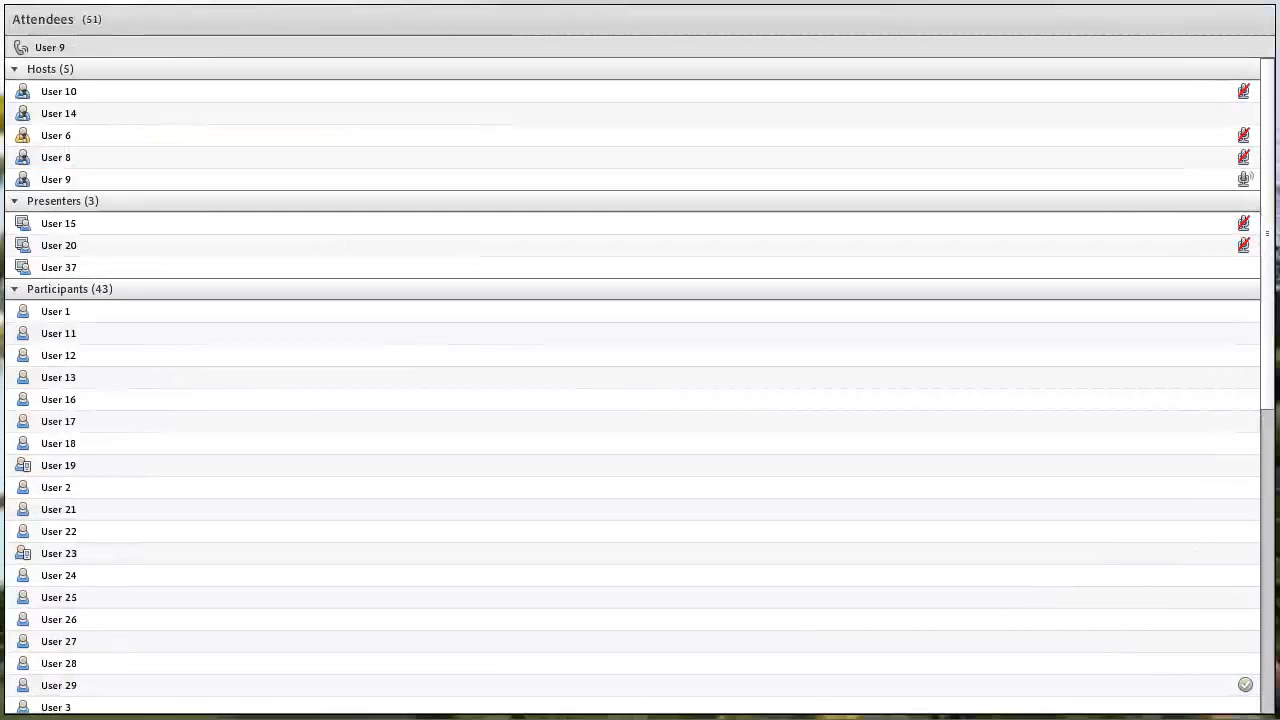 Attendees (51)
User 9
Hosts (5)
User 10
User 14
User 6
User 8
User 9
Presenters (3)
User 15
User 20
User 37
Participants (43)
User 1
User 11
User 12
User 13
User 16
User 17
User 18
User 19
User 2
User 21
User 22
User 23
User 24
User 25
User 26
User 27
User 28
User 29
User 3